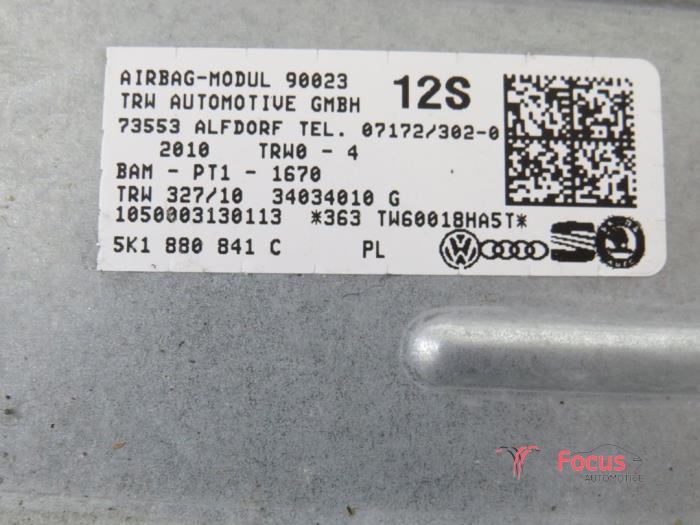 AIRBAG-MODUL 90023 12S
TRW AUTOMOTIVE GMBH
73553 ALFDORF TEL. 07172/302-0
2010 TRW0 - 4
BAM - PT1 - 1670
TRW 327/10 34034010 G
1050003130113 *363 TW60018HA5T*
5K1 880 841 C PL
Focus
AUTOMOTIVE